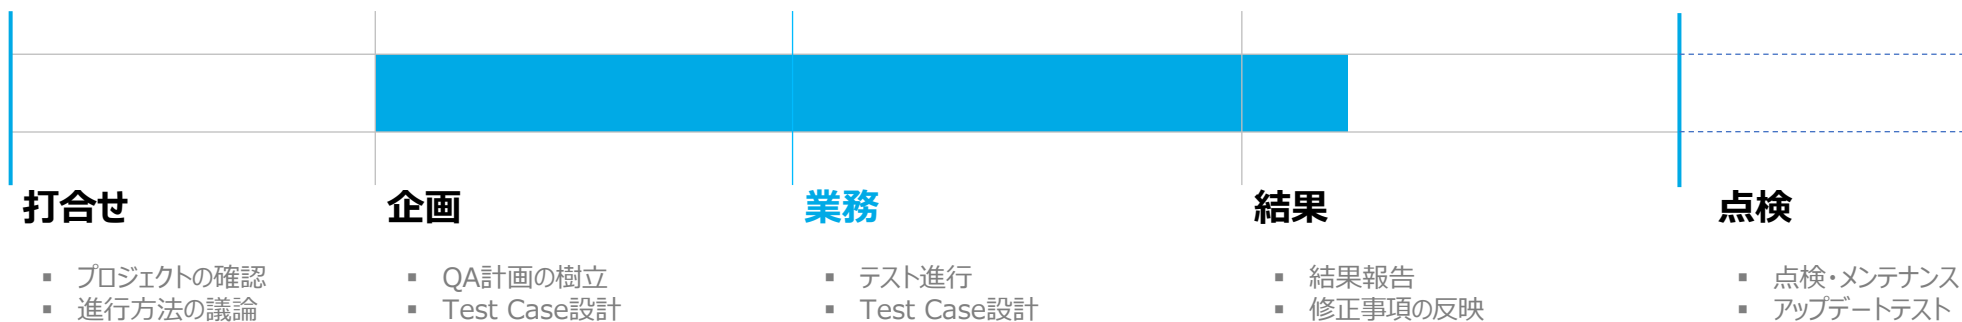 打合せ
企画
業務
結果
点検
▪ プロジェクトの確認
▪ 進行方法の議論
▪ QA計画の樹立
▪ Test Case設計
▪ テスト進行
▪ Test Case設計
▪ 結果報告
▪ 修正事項の反映
▪ 点検・メンテナンス
▪ アップデートテスト